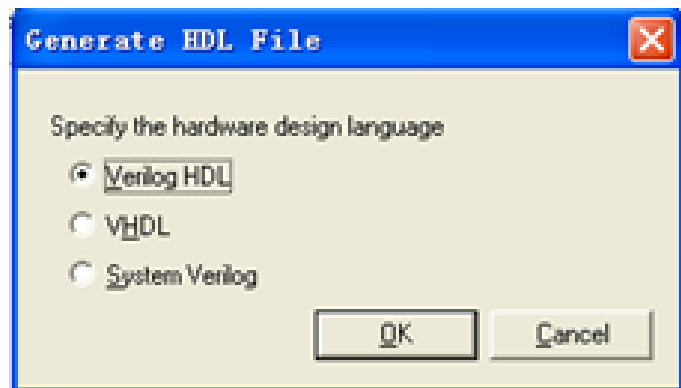 Generate HDL File
Specify the hardware design language
Verilog HDL
VHDL
System Verilog
OK Cancel